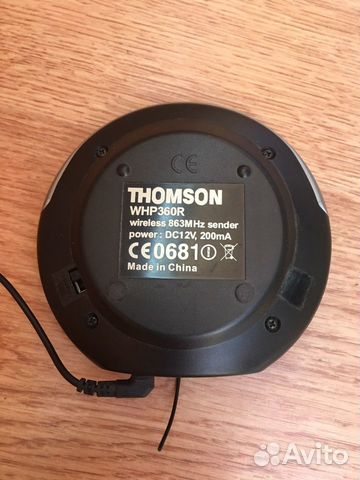 CE
THOMSON
WHP360R
wireless 863MHz sender
power : DC12V, 200mA
CE0681
Made in China
Avito